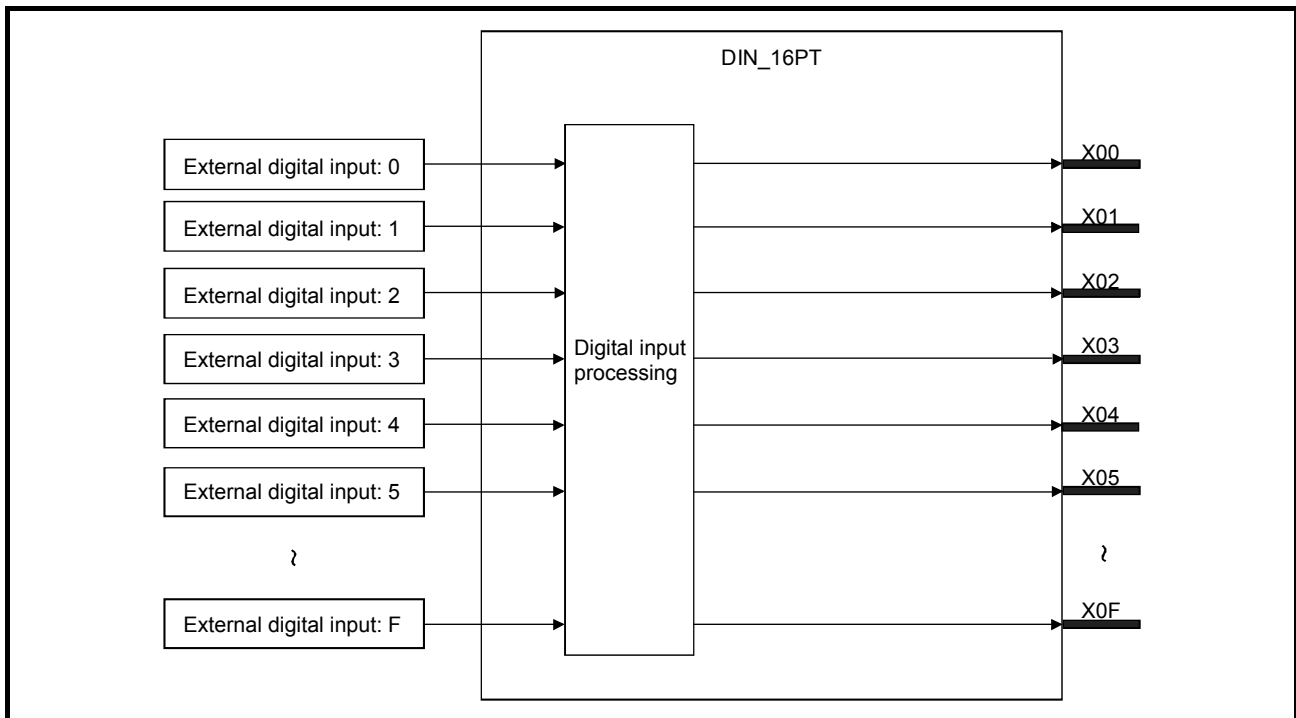 DIN_16PT
External digital input: 0
X00
External digital input: 1
X01
External digital input: 2
X02
External digital input: 3
Digital input
processing
X03
External digital input: 4
X04
External digital input: 5
X05
~
~
External digital input: F
X0F